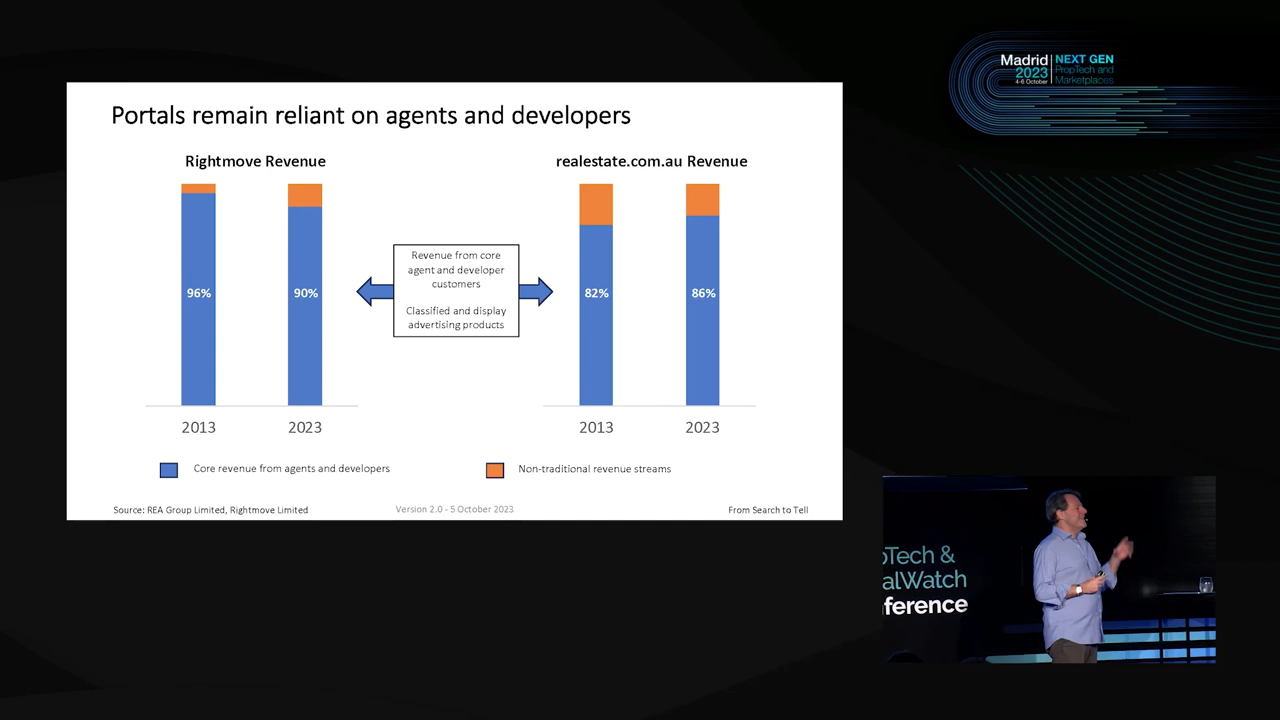 Madrid
2023
4-6 October
NEXT GEN
PropTech and
Marketplaces
Portals remain reliant on agents and developers
Rightmove Revenue
realestate.com.au Revenue
96%
90%
82%
86%
Revenue from core
agent and developer
customers
Classified and display
advertising products
2013
2023
2013
2023
Core revenue from agents and developers
Non-traditional revenue streams
Source: REA Group Limited, Rightmove Limited
Version 2.0 - 5 October 2023
From Search to Tell
pTech &
alWatch
ference